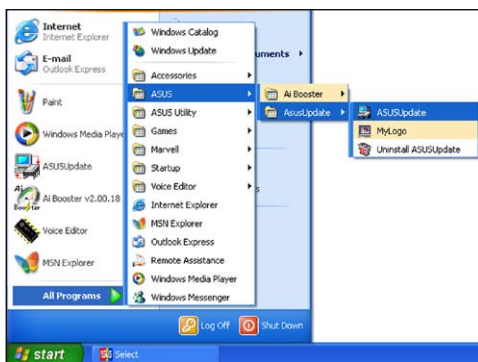 Internet
Internet Explorer
E-mail
Outlook Express
Paint
Windows Media Playe
ASUSUpdate
Ai Booster v2.00.18
Voice Editor
MSN Explorer
All Programs
Windows Catalog
Windows Update
Accessories
ASUS
ASUS Utility
Games
Marvell
Startup
Voice Editor
Internet Explorer
MSN Explorer
Outlook Express
Remote Assistance
Windows Media Player
Windows Messenger
uments
s
Ai Booster
AsusUpdate
ASUSUpdate
MyLogo
Uninstall ASUSUpdate
Log Off
Shut Down
start
Select